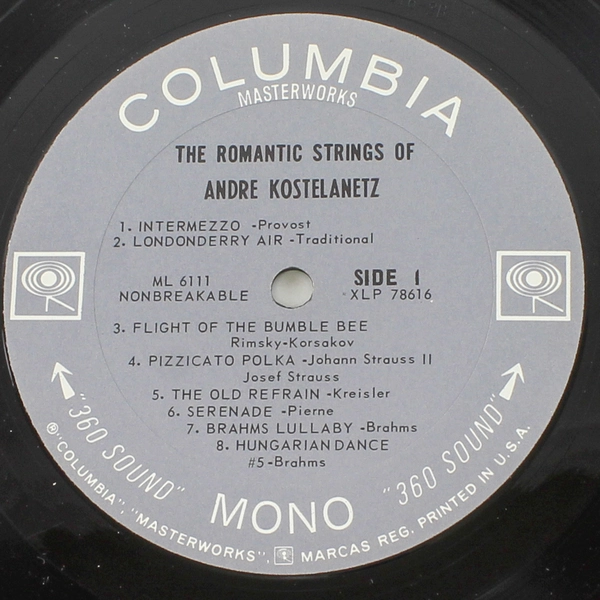 COLUMBIA
MASTERWORKS
THE ROMANTIC STRINGS OF
ANDRE KOSTELANETZ
1. INTERMEZZO -Provost
2. LONDONDERRY AIR -Traditional
ML 6111
NONBREAKABLE
SIDE 1
XLP 78616
3. FLIGHT OF THE BUMBLE BEE
Rimsky-Korsakov
4. PIZZICATO POLKA -Johann Strauss II
Josef Strauss
5. THE OLD REFRAIN -Kreisler
6. SERENADE -Pierne
7. BRAHMS LULLABY -Brahms
8. HUNGARIAN DANCE
#5 -Brahms
"360 SOUND"
MONO
"360 SOUND"
℗"COLUMBIA", "MASTERWORKS", MARCAS REG. PRINTED IN U.S.A.